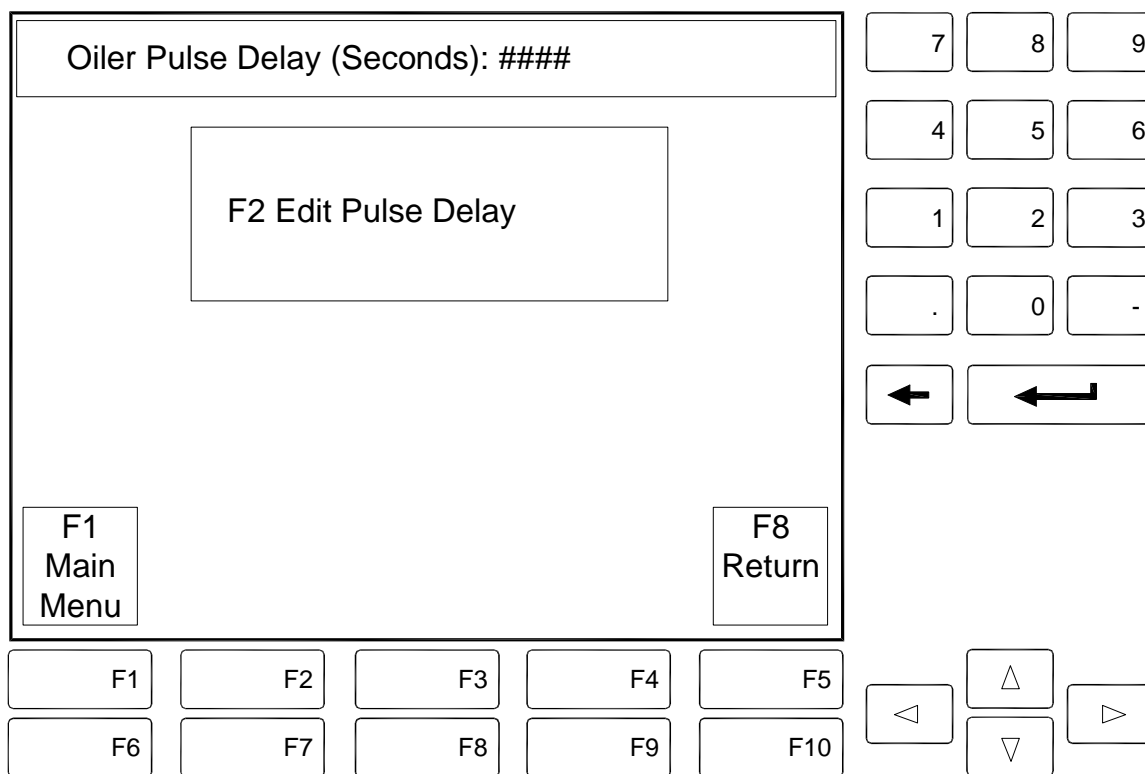 Oiler Pulse Delay (Seconds): ####
F2 Edit Pulse Delay
F1
Main
Menu
F8
Return
F1 F2 F3 F4 F5
F6 F7 F8 F9 F10
7 8 9
4 5 6
1 2 3
. 0 -